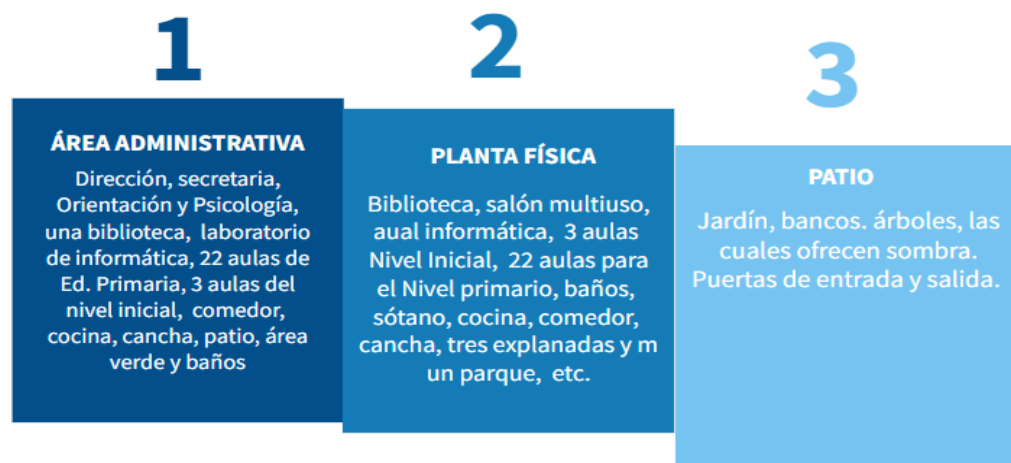 1
ÁREA ADMINISTRATIVA
Dirección, secretaria,
Orientación y Psicología,
una biblioteca, laboratorio
de informática, 22 aulas de
Ed. Primaria, 3 aulas del
nivel inicial, comedor,
cocina, cancha, patio, área
verde y baños
2
PLANTA FÍSICA
Biblioteca, salón multiuso,
aual informática, 3 aulas
Nivel Inicial, 22 aulas para
el Nivel primario, baños,
sótano, cocina, comedor,
cancha, tres explanadas y m
un parque, etc.
3
PATIO
Jardín, bancos. árboles, las
cuales ofrecen sombra.
Puertas de entrada y salida.